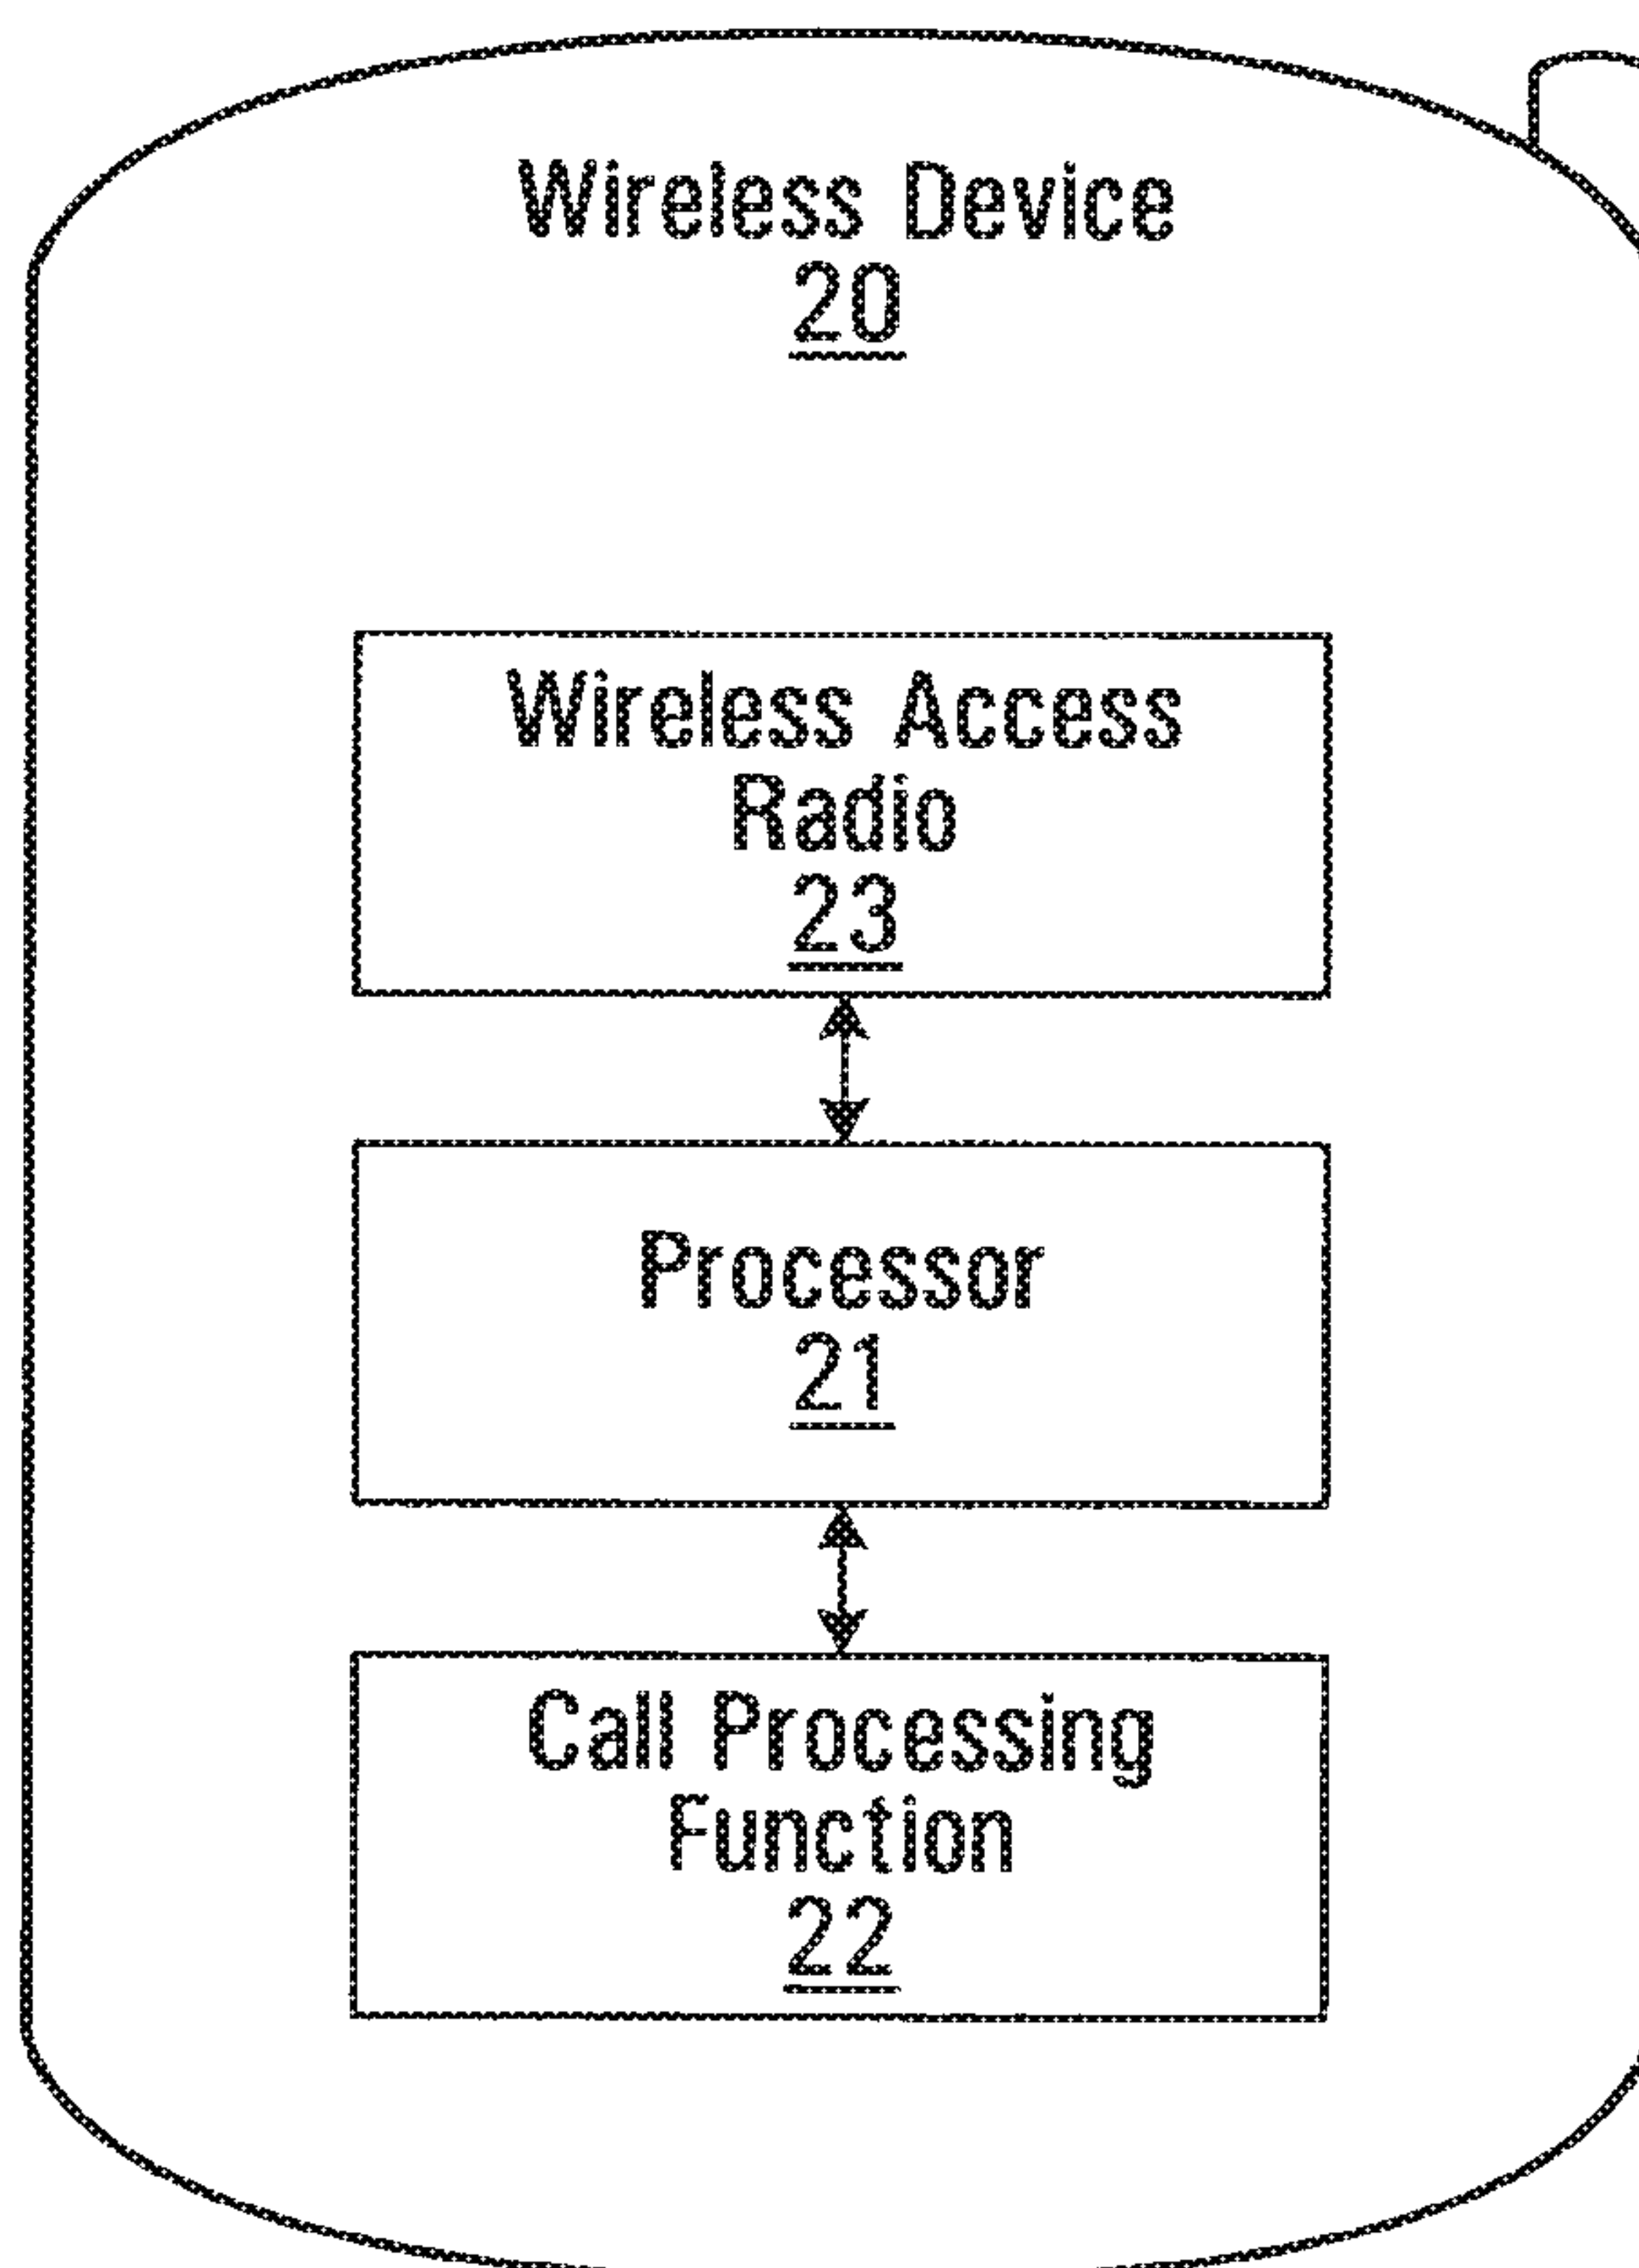 Wireless Device
20
Wireless Access
Radio
23
Processor
21
Call Processing
Function
22